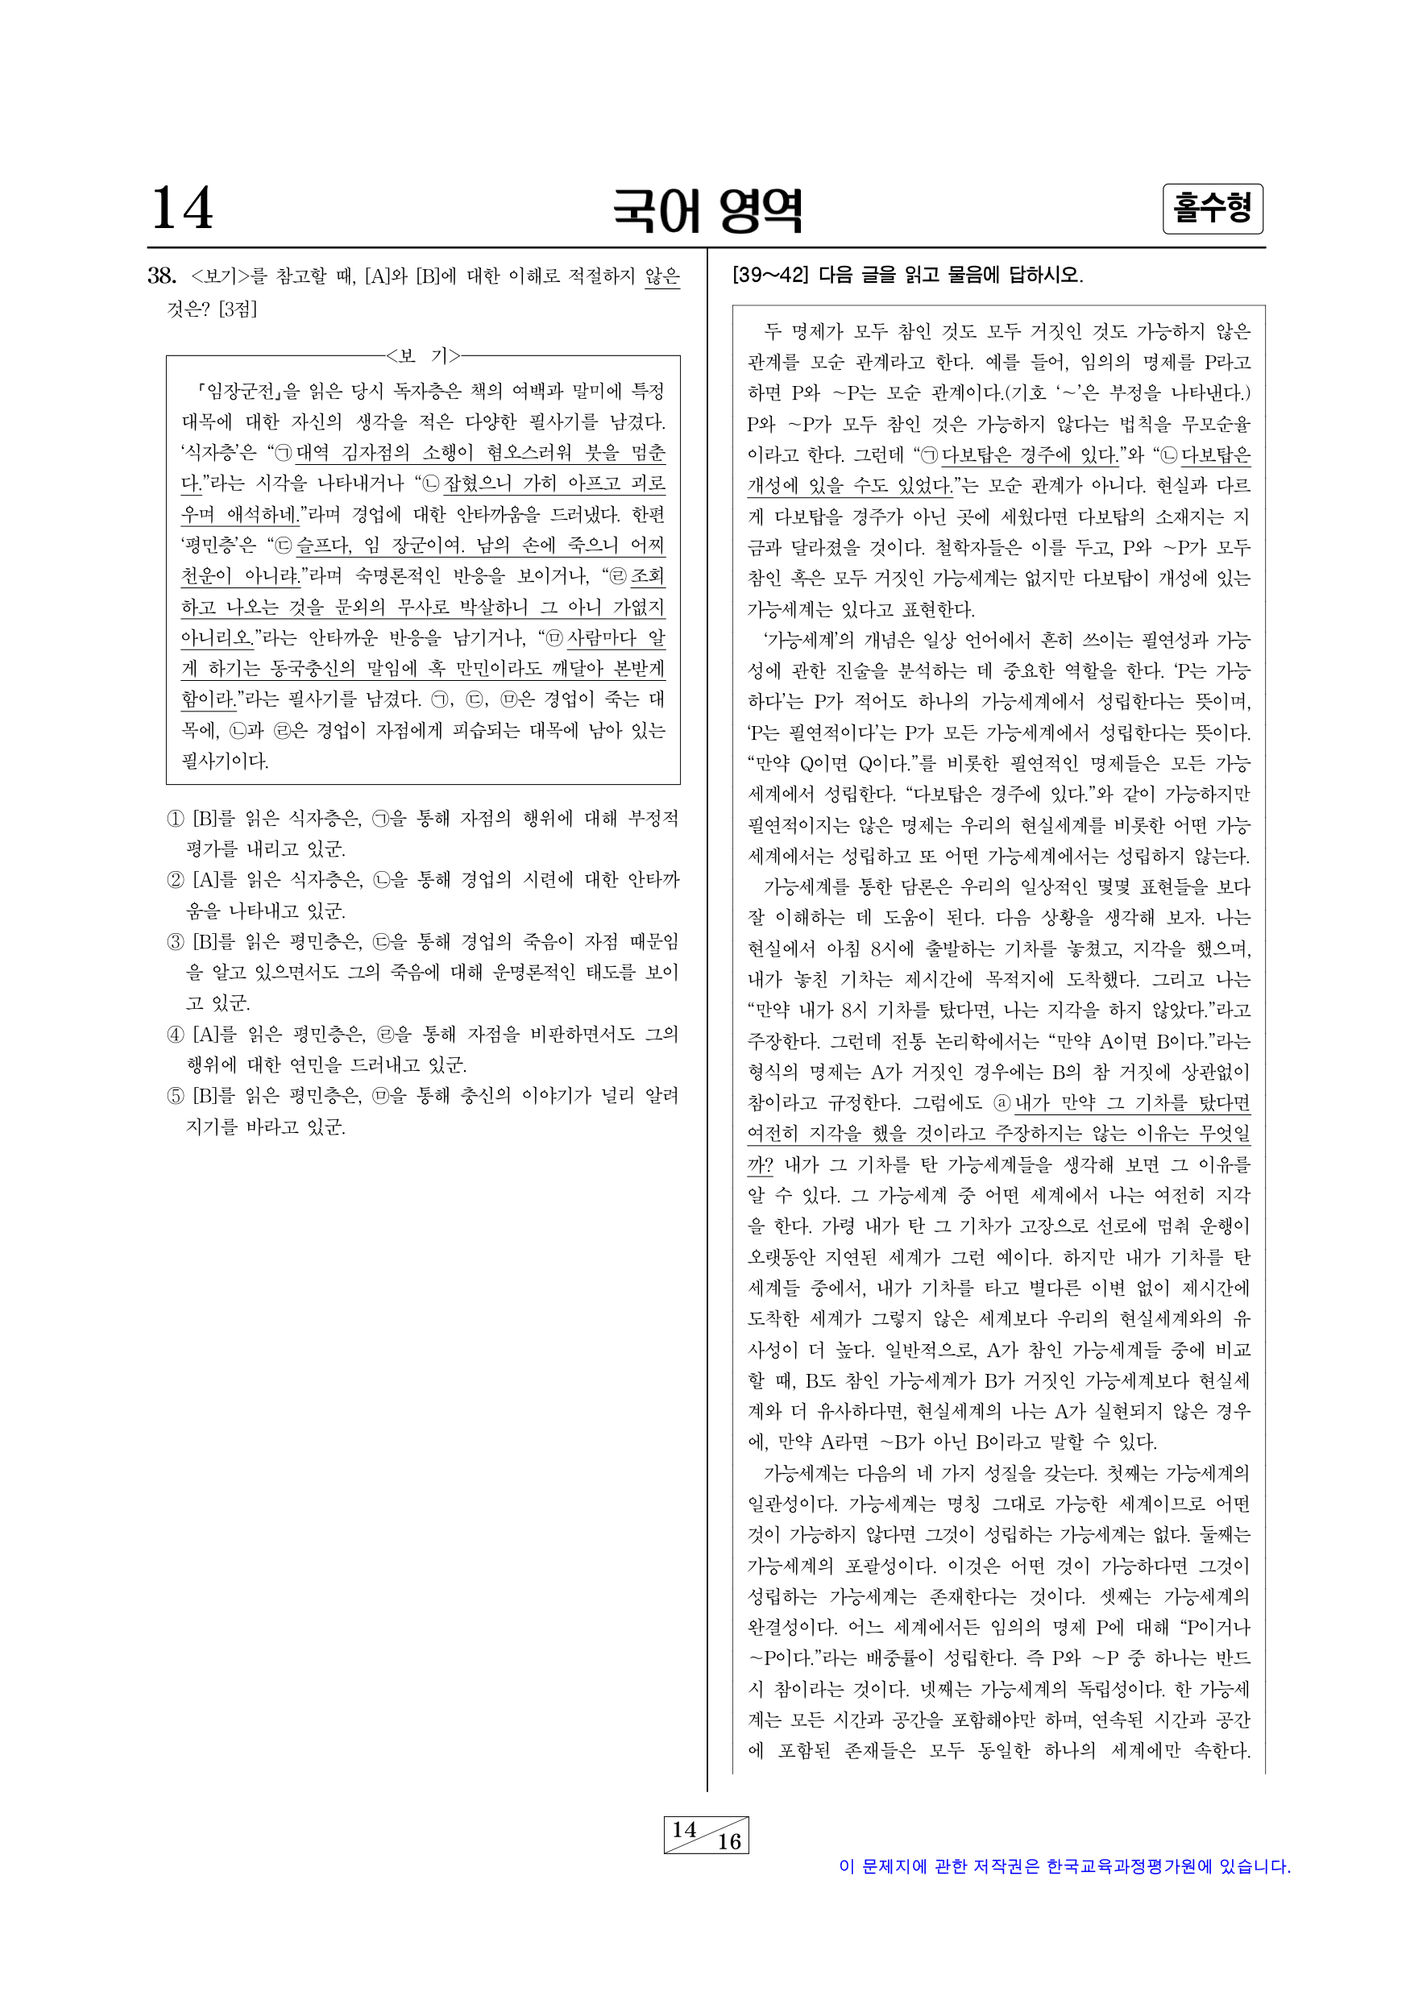 14
국어 영역
홀수형
38. <보기>를 참고할 때, [A]와 [B]에 대한 이해로 적절하지 않은
것은? [3점]
<보 기>
「임장군전」을 읽은 당시 독자층은 책의 여백과 말미에 특정
대목에 대한 자신의 생각을 적은 다양한 필사기를 남겼다.
‘식자층’은 “㉠대역 김자점의 소행이 혐오스러워 붓을 멈춘
다.”라는 시각을 나타내거나 “㉡잡혔으니 가히 아프고 괴로
우며 애석하네.”라며 경업에 대한 안타까움을 드러냈다. 한편
‘평민층’은 “㉢슬프다, 임 장군이여. 남의 손에 죽으니 어찌
천운이 아니랴.”라며 숙명론적인 반응을 보이거나, “㉣조회
하고 나오는 것을 문외의 무사로 박살하니 그 아니 가엾지
아니리오.”라는 안타까운 반응을 남기거나, “㉤사람마다 알
게 하기는 동국충신의 말임에 혹 만민이라도 깨달아 본받게
함이라.”라는 필사기를 남겼다. ㉠, ㉢, ㉤은 경업이 죽는 대
목에, ㉡과 ㉣은 경업이 자점에게 피습되는 대목에 남아 있는
필사기이다.
① [B]를 읽은 식자층은, ㉠을 통해 자점의 행위에 대해 부정적
평가를 내리고 있군.
② [A]를 읽은 식자층은, ㉡을 통해 경업의 시련에 대한 안타까
움을 나타내고 있군.
③ [B]를 읽은 평민층은, ㉢을 통해 경업의 죽음이 자점 때문임
을 알고 있으면서도 그의 죽음에 대해 운명론적인 태도를 보이
고 있군.
④ [A]를 읽은 평민층은, ㉣을 통해 자점을 비판하면서도 그의
행위에 대한 연민을 드러내고 있군.
⑤ [B]를 읽은 평민층은, ㉤을 통해 충신의 이야기가 널리 알려
지기를 바라고 있군.
[39～42] 다음 글을 읽고 물음에 답하시오.
두 명제가 모두 참인 것도 모두 거짓인 것도 가능하지 않은
관계를 모순 관계라고 한다. 예를 들어, 임의의 명제를 P라고
하면 P와 ~P는 모순 관계이다.(기호 ‘~’은 부정을 나타낸다.)
P와 ~P가 모두 참인 것은 가능하지 않다는 법칙을 무모순율
이라고 한다. 그런데 “㉠다보탑은 경주에 있다.”와 “㉡다보탑은
개성에 있을 수도 있었다.”는 모순 관계가 아니다. 현실과 다르
게 다보탑을 경주가 아닌 곳에 세웠다면 다보탑의 소재지는 지
금과 달라졌을 것이다. 철학자들은 이를 두고, P와 ~P가 모두
참인 혹은 모두 거짓인 가능세계는 없지만 다보탑이 개성에 있는
가능세계는 있다고 표현한다.
‘가능세계’의 개념은 일상 언어에서 흔히 쓰이는 필연성과 가능
성에 관한 진술을 분석하는 데 중요한 역할을 한다. ‘P는 가능
하다’는 P가 적어도 하나의 가능세계에서 성립한다는 뜻이며,
‘P는 필연적이다’는 P가 모든 가능세계에서 성립한다는 뜻이다.
“만약 Q이면 Q이다.”를 비롯한 필연적인 명제들은 모든 가능
세계에서 성립한다. “다보탑은 경주에 있다.”와 같이 가능하지만
필연적이지는 않은 명제는 우리의 현실세계를 비롯한 어떤 가능
세계에서는 성립하고 또 어떤 가능세계에서는 성립하지 않는다.
가능세계를 통한 담론은 우리의 일상적인 몇몇 표현들을 보다
잘 이해하는 데 도움이 된다. 다음 상황을 생각해 보자. 나는
현실에서 아침 8시에 출발하는 기차를 놓쳤고, 지각을 했으며,
내가 놓친 기차는 제시간에 목적지에 도착했다. 그리고 나는
“만약 내가 8시 기차를 탔다면, 나는 지각을 하지 않았다.”라고
주장한다. 그런데 전통 논리학에서는 “만약 A이면 B이다.”라는
형식의 명제는 A가 거짓인 경우에는 B의 참 거짓에 상관없이
참이라고 규정한다. 그럼에도 ⓐ내가 만약 그 기차를 탔다면
여전히 지각을 했을 것이라고 주장하지는 않는 이유는 무엇일
까? 내가 그 기차를 탄 가능세계들을 생각해 보면 그 이유를
알 수 있다. 그 가능세계 중 어떤 세계에서 나는 여전히 지각
을 한다. 가령 내가 탄 그 기차가 고장으로 선로에 멈춰 운행이
오랫동안 지연된 세계가 그런 예이다. 하지만 내가 기차를 탄
세계들 중에서, 내가 기차를 타고 별다른 이변 없이 제시간에
도착한 세계가 그렇지 않은 세계보다 우리의 현실세계와의 유
사성이 더 높다. 일반적으로, A가 참인 가능세계들 중에 비교
할 때, B도 참인 가능세계가 B가 거짓인 가능세계보다 현실세
계와 더 유사하다면, 현실세계의 나는 A가 실현되지 않은 경우
에, 만약 A라면 ~B가 아닌 B이라고 말할 수 있다.
가능세계는 다음의 네 가지 성질을 갖는다. 첫째는 가능세계의
일관성이다. 가능세계는 명칭 그대로 가능한 세계이므로 어떤
것이 가능하지 않다면 그것이 성립하는 가능세계는 없다. 둘째는
가능세계의 포괄성이다. 이것은 어떤 것이 가능하다면 그것이
성립하는 가능세계는 존재한다는 것이다. 셋째는 가능세계의
완결성이다. 어느 세계에서든 임의의 명제 P에 대해 “P이거나
~P이다.”라는 배중률이 성립한다. 즉 P와 ~P 중 하나는 반드
시 참이라는 것이다. 넷째는 가능세계의 독립성이다. 한 가능세
계는 모든 시간과 공간을 포함해야만 하며, 연속된 시간과 공간
에 포함된 존재들은 모두 동일한 하나의 세계에만 속한다.
14
16
이 문제지에 관한 저작권은 한국교육과정평가원에 있습니다.